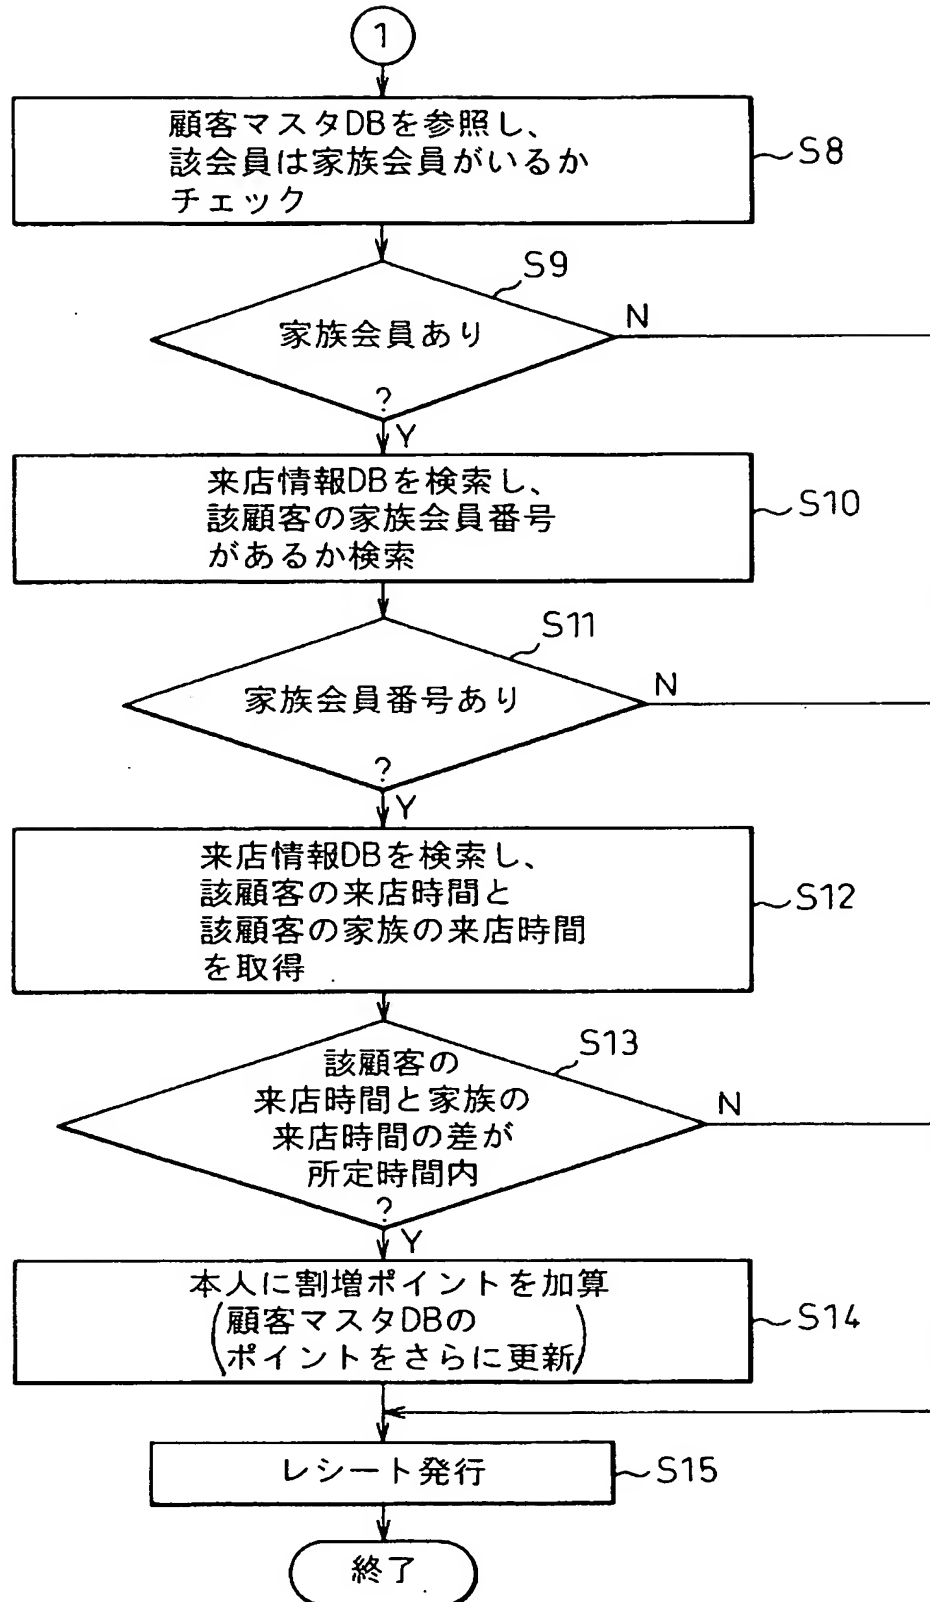 1
顧客マスタDBを参照し、
該会員は家族会員がいるか
チェック
S8
S9
家族会員あり
?
N
Y
来店情報DBを検索し、
該顧客の家族会員番号
があるか検索
S10
S11
家族会員番号あり
?
N
Y
来店情報DBを検索し、
該顧客の来店時間と
該顧客の家族の来店時間
を取得
S12
S13
該顧客の
来店時間と家族の
来店時間の差が
所定時間内
?
N
Y
本人に割増ポイントを加算
(顧客マスタDBの
ポイントをさらに更新)
S14
レシート発行
S15
終了